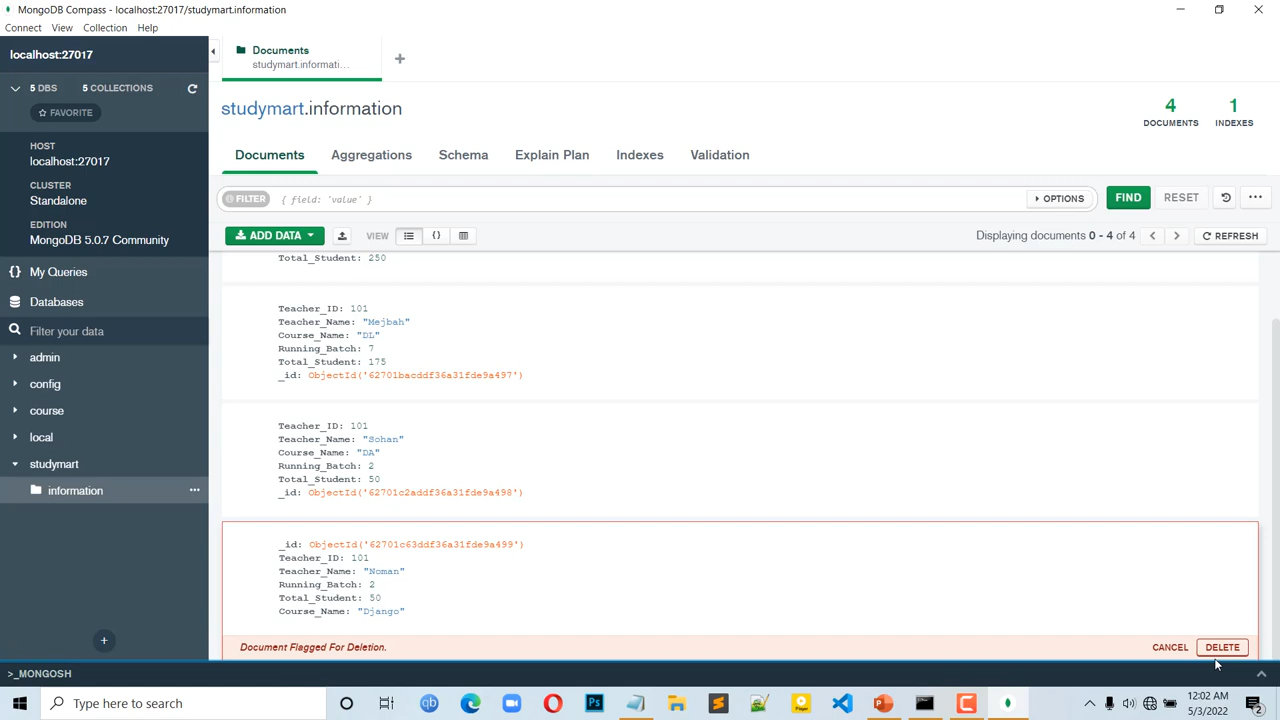 MongoDB Compass - localhost:27017/studymart.information
Connect View Collection Help
localhost:27017
5 DBS 5 COLLECTIONS
FAVORITE
HOST
localhost:27017
CLUSTER
Standalone
EDITION
MongoDB 5.0.7 Community
{} My Queries
Databases
Filter your data
admin
config
course
local
studymart
information
Documents
studymart.informati...
studymart.information
4
DOCUMENTS
1
INDEXES
Documents Aggregations Schema Explain Plan Indexes Validation
FILTER { field: 'value' } OPTIONS FIND RESET
ADD DATA VIEW {} Displaying documents 0 - 4 of 4 REFRESH
Total_Student: 250
Teacher_ID: 101
Teacher_Name: "Mejbah"
Course_Name: "DL"
Running_Batch: 7
Total_Student: 175
_id: ObjectId('62701bacddf36a31fde9a497')
Teacher_ID: 101
Teacher_Name: "Sohan"
Course_Name: "DA"
Running_Batch: 2
Total_Student: 50
_id: ObjectId('62701c2addf36a31fde9a498')
_id: ObjectId('62701c63ddf36a31fde9a499')
Teacher_ID: 101
Teacher_Name: "Noman"
Running_Batch: 2
Total_Student: 50
Course_Name: "Django"
Document Flagged For Deletion. CANCEL DELETE
>_MONGOSH
Type here to search
qb
Ps
Player
12:02 AM
5/3/2022
2